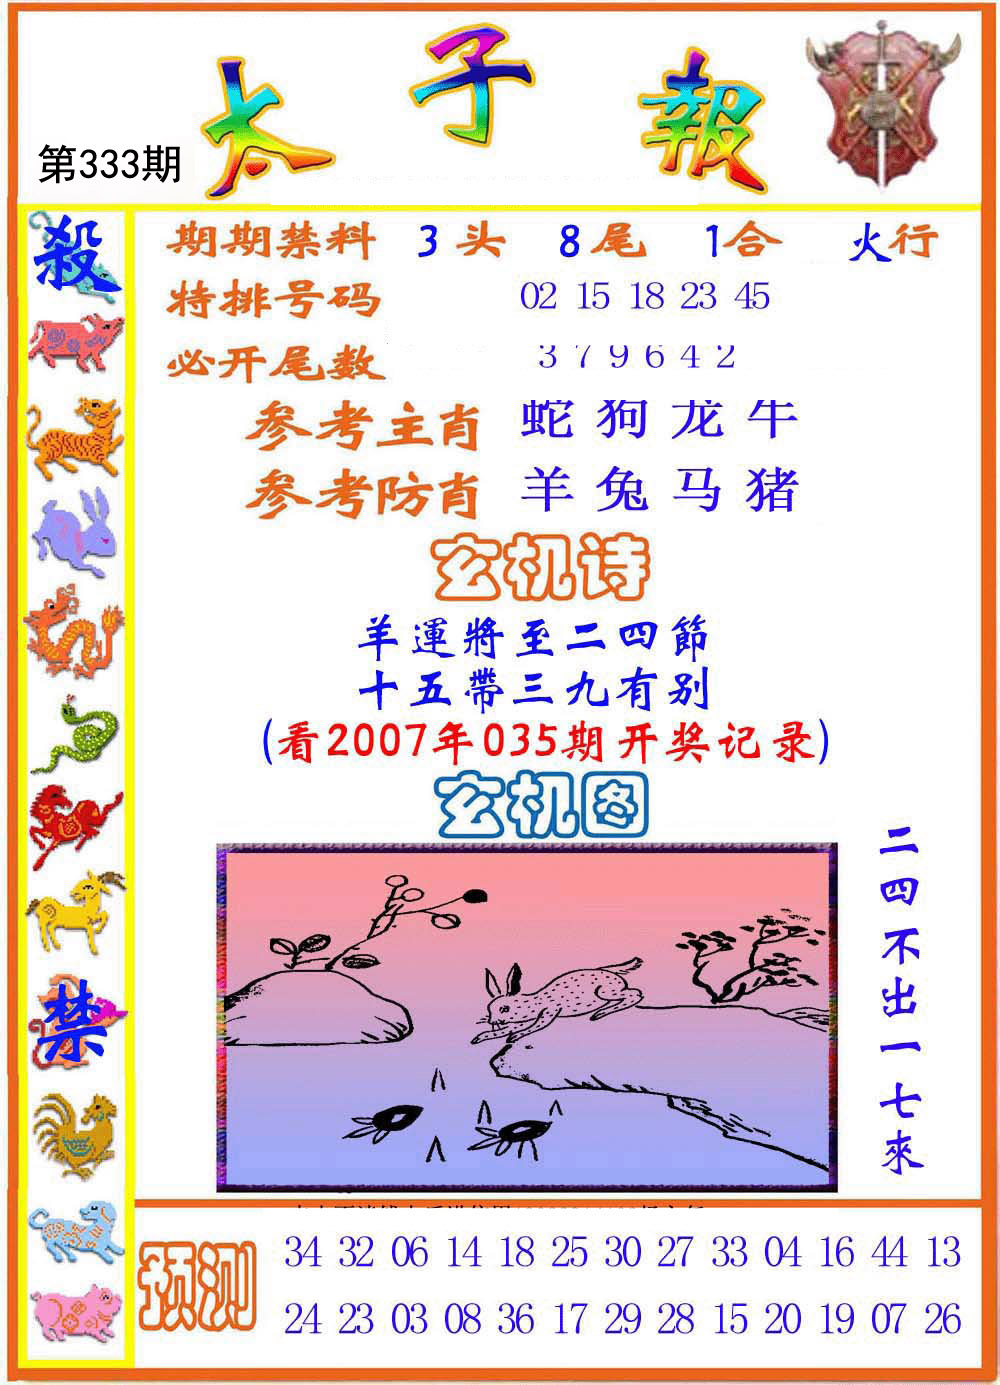 太子報
第333期
殺
期期禁料 3头 8尾 1合 火行
特排号码 02 15 18 23 45
必开尾数 3 7 9 6 4 2
参考主肖 蛇 狗 龙 牛
参考防肖 羊 兔 马 猪
玄机诗
羊運將至二四節
十五帶三九有别
(看2007年035期开奖记录)
玄机图
二四不出一七來
禁
预测
34 32 06 14 18 25 30 27 33 04 16 44 13
24 23 03 08 36 17 29 28 15 20 19 07 26